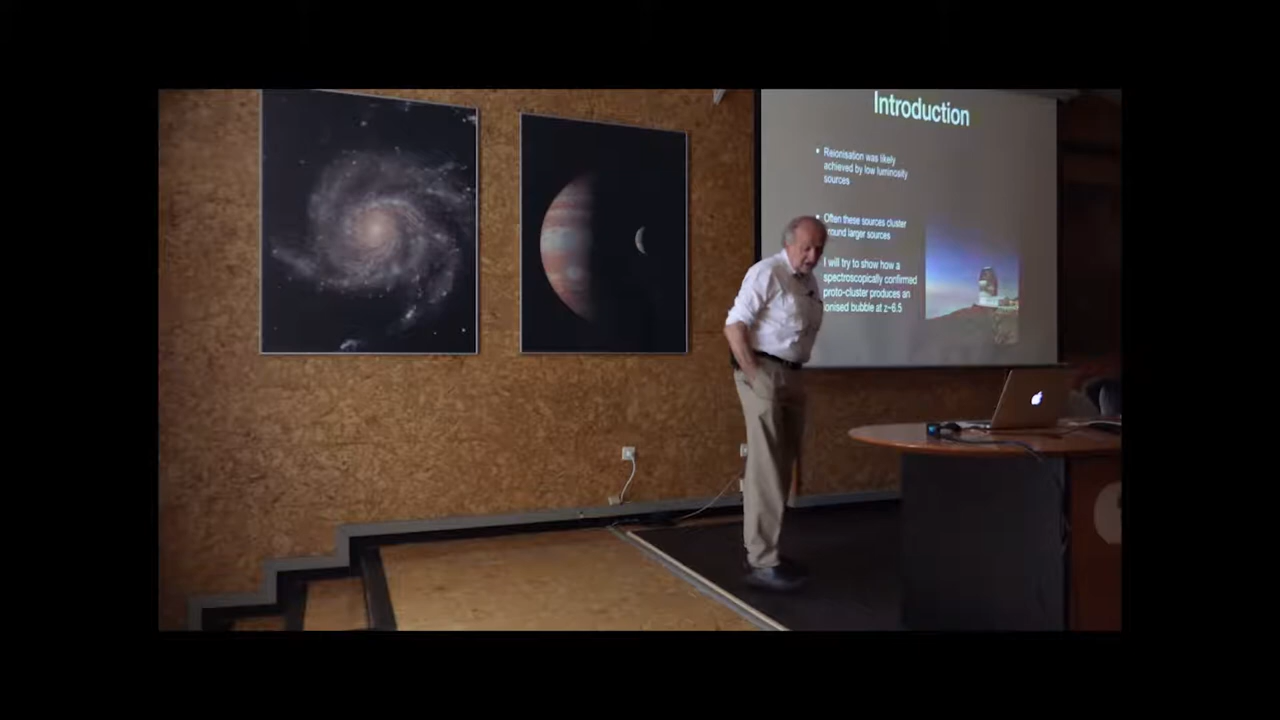 Introduction
Reionisation was likely
achieved by low luminosity
sources
Often these sources cluster
around larger sources
I will try to show how a
spectroscopically confirmed
proto-cluster produces an
ionised bubble at z~6.5